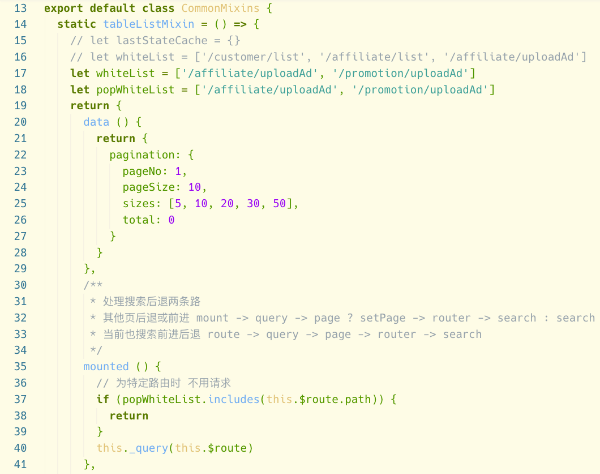 13 export default class CommonMixins {
14 static tableListMixin = () => {
15 // let lastStateCache = {}
16 // let whiteList = ['/customer/list', '/affiliate/list', '/affiliate/uploadAd']
17 let whiteList = ['/affiliate/uploadAd', '/promotion/uploadAd']
18 let popWhiteList = ['/affiliate/uploadAd', '/promotion/uploadAd']
19 return {
20 data () {
21 return {
22 pagination: {
23 pageNo: 1,
24 pageSize: 10,
25 sizes: [5, 10, 20, 30, 50],
26 total: 0
27 }
28 }
29 },
30 /**
31 * 处理搜索后退两条路
32 * 其他页后退或前进 mount -> query -> page ? setPage -> router -> search : search
33 * 当前也搜索前进后退 route -> query -> page -> router -> search
34 */
35 mounted () {
36 // 为特定路由时 不用请求
37 if (popWhiteList.includes(this.$route.path)) {
38 return
39 }
40 this._query(this.$route)
41 },